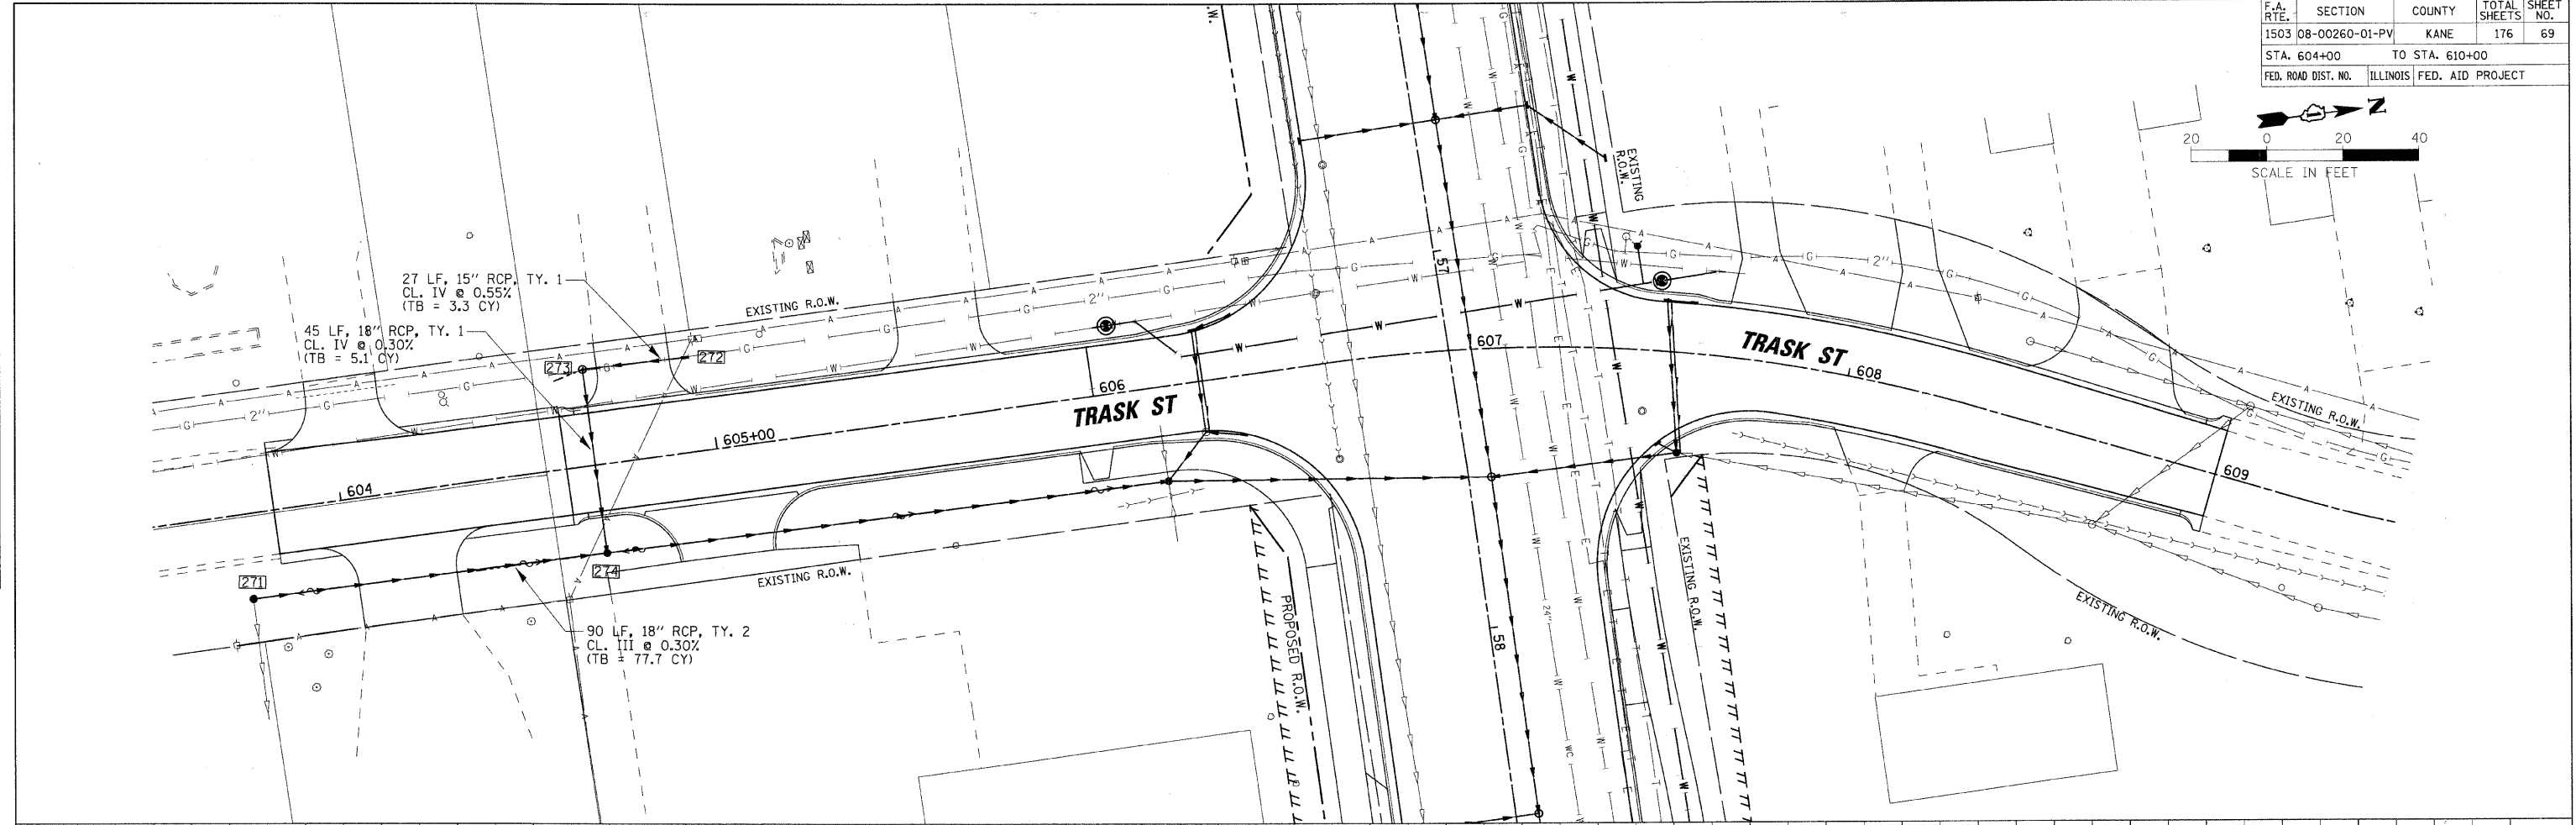 F.A. RTE. SECTION COUNTY TOTAL SHEETS SHEET NO.
1503 08-00260-01-PV KANE 176 69
STA. 604+00 TO STA. 610+00
FED. ROAD DIST. NO. ILLINOIS FED. AID PROJECT
N
20 0 20 40
SCALE IN FEET
27 LF, 15" RCP, TY. 1
CL. IV @ 0.55%
(TB = 3.3 CY)
45 LF, 18" RCP, TY. 1
CL. IV @ 0.30%
(TB = 5.1 CY)
EXISTING R.O.W.
EXISTING
R.O.W.
272
273
2"
2"
2"
57
604
605+00
606
607
608
609
TRASK ST
TRASK ST
EXISTING R.O.W.
271
274
EXISTING R.O.W.
90 LF, 18" RCP, TY. 2
CL. III @ 0.30%
(TB = 77.7 CY)
PROPOSED R.O.W.
58
24"
WC
EXISTING R.O.W.
EXISTING R.O.W.